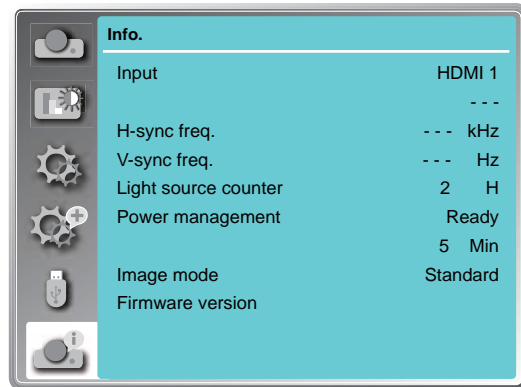 Info.
Input HDMI 1
- - -
H-sync freq. - - - kHz
V-sync freq. - - - Hz
Light source counter 2 H
Power management Ready
5 Min
Image mode Standard
Firmware version